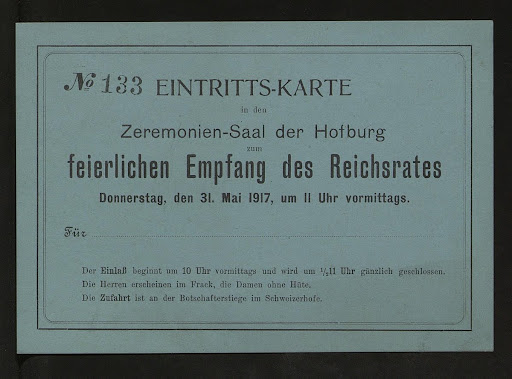 No 133 EINTRITTS-KARTE
in den
Zeremonien-Saal der Hofburg
zum
feierlichen Empfang des Reichsrates
Donnerstag, den 31. Mai 1917, um 11 Uhr vormittags.
Für
Der Einlaß beginnt um 10 Uhr vormittags und wird um 1/211 Uhr gänzlich geschlossen.
Die Herren erscheinen im Frack, die Damen ohne Hüte.
Die Zufahrt ist an der Botschafterstiege im Schweizerhofe.